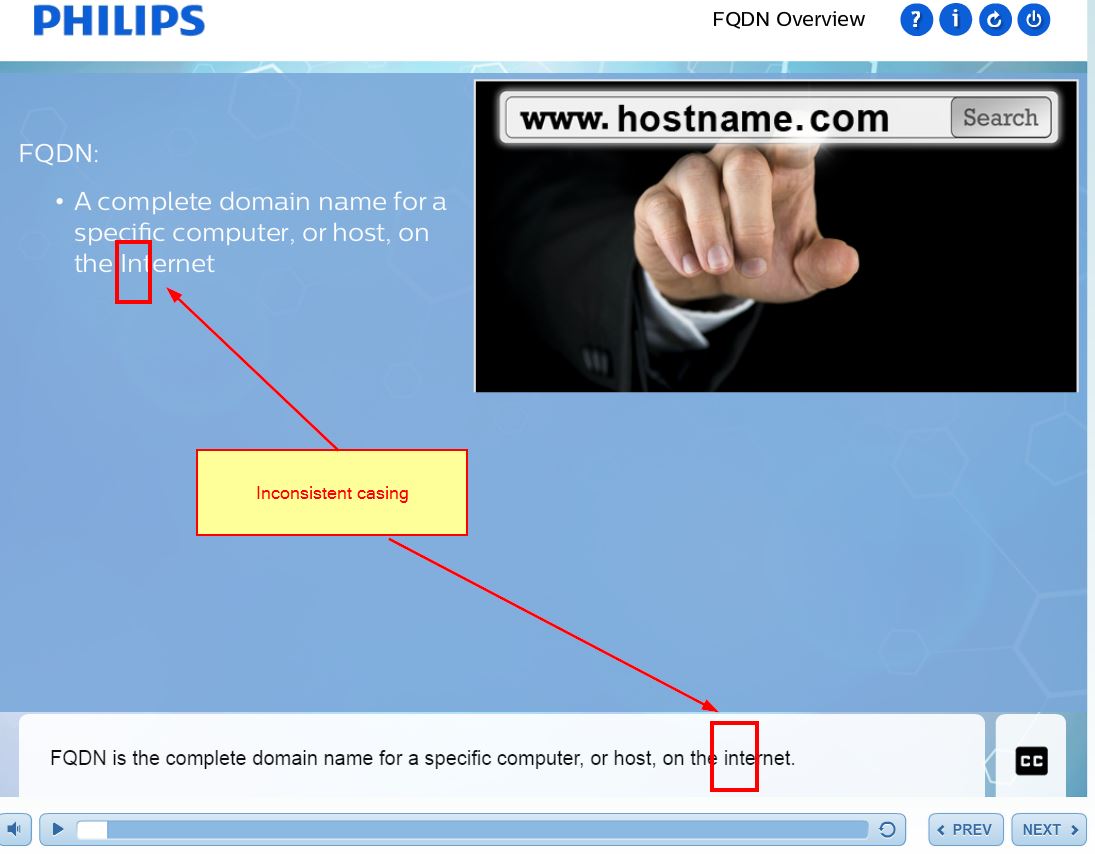 PHILIPS
FQDN Overview
www.hostname.com
Search
FQDN:
• A complete domain name for a
specific computer, or host, on
the Internet
Inconsistent casing
FQDN is the complete domain name for a specific computer, or host, on the internet.
CC
PREV
NEXT